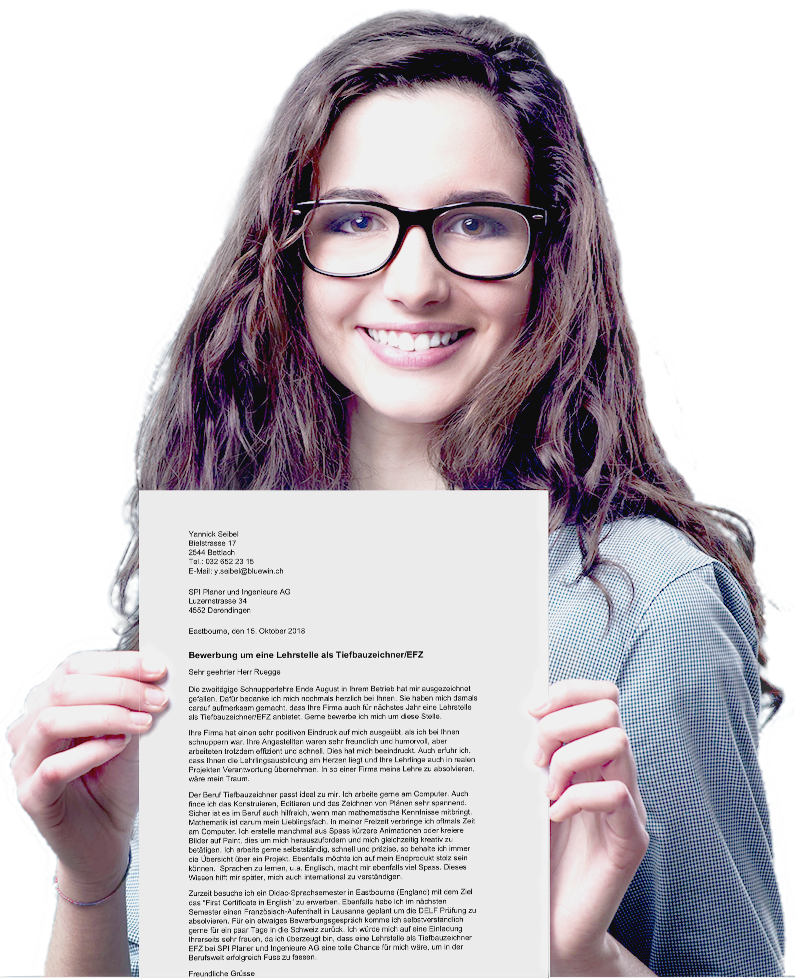 Yannick Seibel
Bielstrasse 17
2544 Bettlach
Tel.: 032 652 23 15
E-Mail: y.seibel@bluewin.ch
SPI Planer und Ingenieure AG
Luzernstrasse 34
4552 Derendingen
Eastbourne, den 15. Oktober 2018
Bewerbung um eine Lehrstelle als Tiefbauzeichner/EFZ
Sehr geehrter Herr Ruegge
Die zweitägige Schnupperlehre Ende August in Ihrem Betrieb hat mir ausgezeichnet
gefallen. Dafür bedanke ich mich nochmals herzlich bei Ihnen. Sie haben mich damals
darauf aufmerksam gemacht, dass Ihre Firma auch für nächstes Jahr eine Lehrstelle
als Tiefbauzeichner/EFZ anbietet. Gerne bewerbe ich mich um diese Stelle.
Ihre Firma hat einen sehr positiven Eindruck auf mich ausgeübt, als ich bei Ihnen
schnuppern war. Ihre Angestellten waren sehr freundlich und humorvoll, aber
arbeiteten trotzdem effizient und schnell. Dies hat mich beeindruckt. Auch erfuhr ich,
dass Ihnen die Lehrlingsausbildung am Herzen liegt und Ihre Lehrlinge auch in realen
Projekten Verantwortung übernehmen. In so einer Firma meine Lehre zu absolvieren,
wäre mein Traum.
Der Beruf Tiefbauzeichner passt ideal zu mir. Ich arbeite gerne am Computer. Auch
finde ich das Konstruieren, Editieren und das Zeichnen von Plänen sehr spannend.
Sicher ist es im Beruf auch hilfreich, wenn man mathematische Kenntnisse mitbringt.
Mathematik ist darum mein Lieblingsfach. In meiner Freizeit verbringe ich oftmals Zeit
am Computer. Ich erstelle manchmal aus Spass kürzere Animationen oder kreiere
Bilder auf Paint, dies um mich herauszufordern und mich gleichzeitig kreativ zu
betätigen. Ich arbeite gerne selbstständig, schnell und präzise, so behalte ich immer
die Übersicht über ein Projekt. Ebenfalls möchte ich auf mein Endprodukt stolz sein
können. Sprachen zu lernen, u.a. Englisch, macht mir ebenfalls viel Spass. Dieses
Wissen hilft mir später, mich auch international zu verständigen.
Zurzeit besuche ich ein Didac-Sprachsemester in Eastbourne (England) mit dem Ziel
das "First Certificate in English" zu erwerben. Ebenfalls habe ich im nächsten
Semester einen Französisch-Aufenthalt in Lausanne geplant um die DELF Prüfung zu
absolvieren. Für ein etwaiges Bewerbungsgespräch komme ich selbstverständlich
gerne für ein paar Tage in die Schweiz zurück. Ich würde mich auf eine Einladung
Ihrerseits sehr freuen, da ich überzeugt bin, dass eine Lehrstelle als Tiefbauzeichner
EFZ bei SPI Planer und Ingenieure AG eine tolle Chance für mich wäre, um in der
Berufswelt erfolgreich Fuss zu fassen.
Freundliche Grüsse